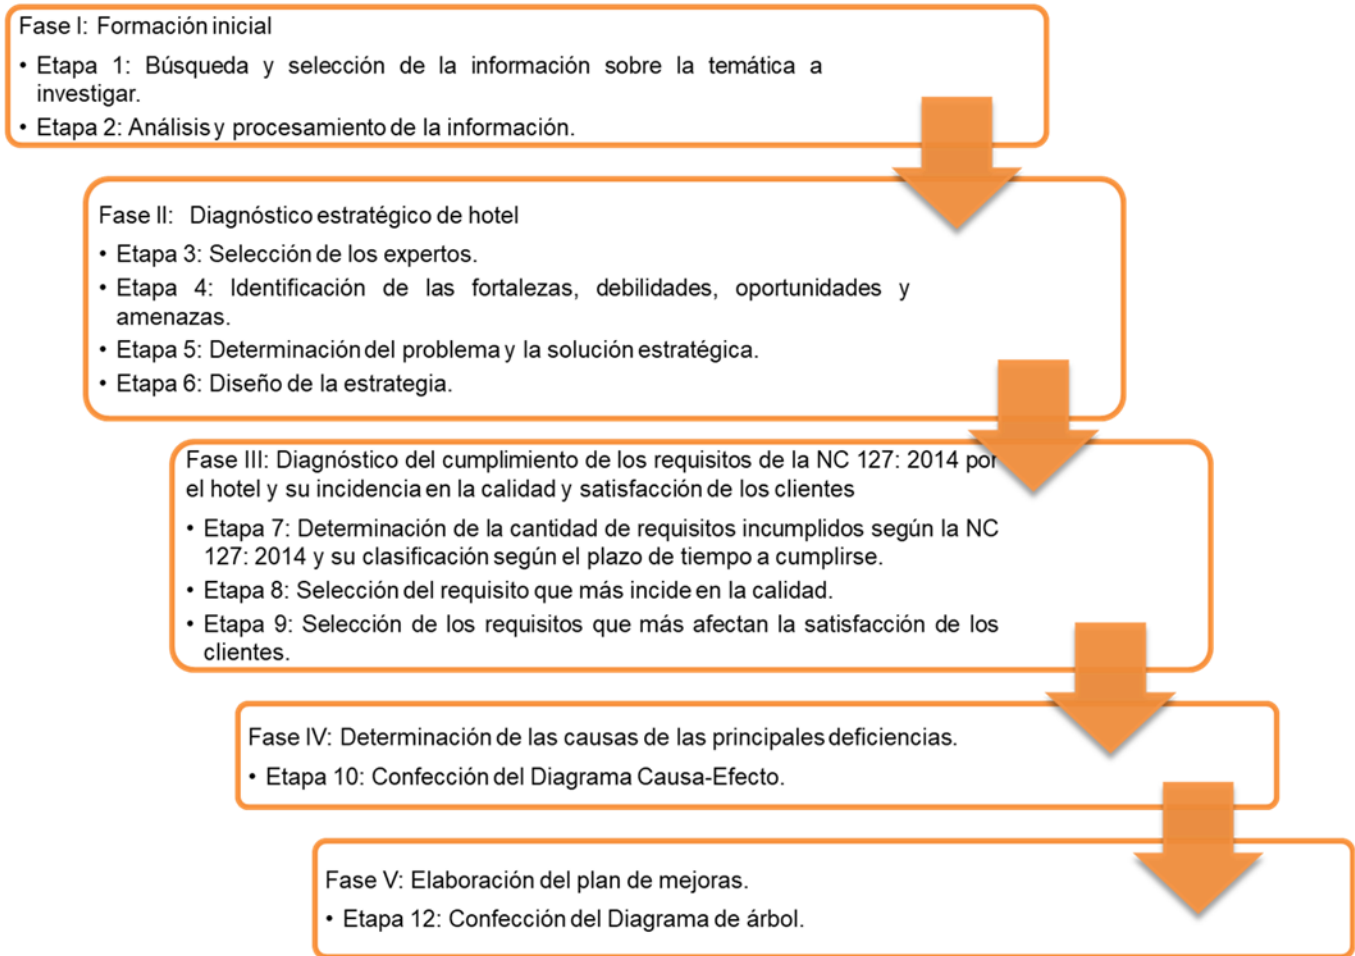 Fase I: Formación inicial
• Etapa 1: Búsqueda y selección de la información sobre la temática a
investigar.
• Etapa 2: Análisis y procesamiento de la información.
Fase II: Diagnóstico estratégico de hotel
• Etapa 3: Selección de los expertos.
• Etapa 4: Identificación de las fortalezas, debilidades, oportunidades y
amenazas.
• Etapa 5: Determinación del problema y la solución estratégica.
• Etapa 6: Diseño de la estrategia.
Fase III: Diagnóstico del cumplimiento de los requisitos de la NC 127: 2014 por
el hotel y su incidencia en la calidad y satisfacción de los clientes
• Etapa 7: Determinación de la cantidad de requisitos incumplidos según la NC
127: 2014 y su clasificación según el plazo de tiempo a cumplirse.
• Etapa 8: Selección del requisito que más incide en la calidad.
• Etapa 9: Selección de los requisitos que más afectan la satisfacción de los
clientes.
Fase IV: Determinación de las causas de las principales deficiencias.
• Etapa 10: Confección del Diagrama Causa-Efecto.
Fase V: Elaboración del plan de mejoras.
• Etapa 12: Confección del Diagrama de árbol.